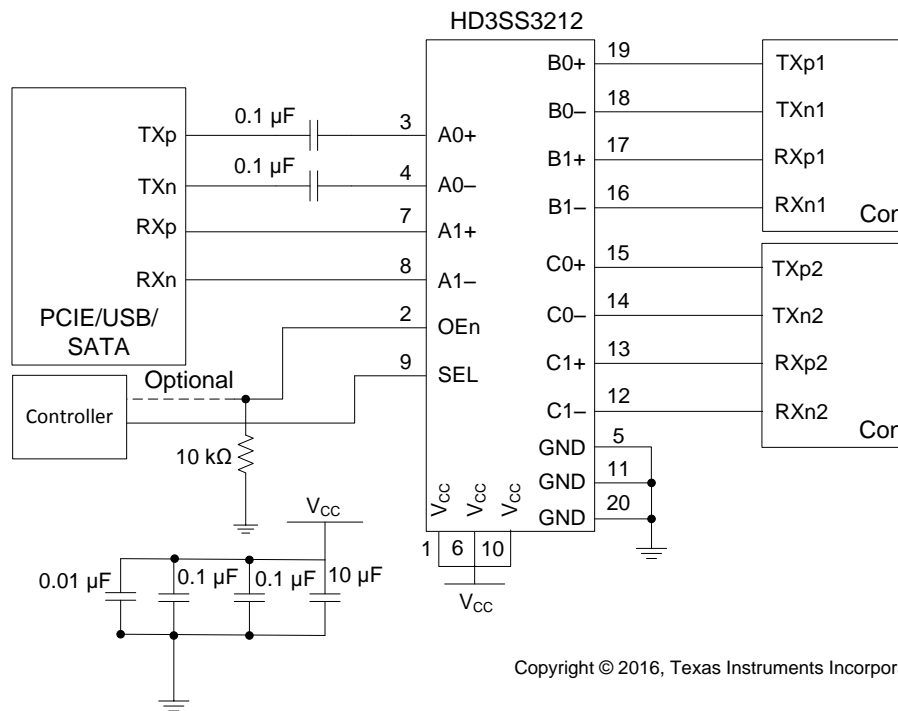 HD3SS3212
PCIE/USB/
SATA
TXp
TXn
RXp
RXn
0.1 µF
0.1 µF
3
4
7
8
2
9
A0+
A0–
A1+
A1–
OEn
SEL
B0+
B0–
B1+
B1–
C0+
C0–
C1+
C1–
GND
GND
GND
19
18
17
16
15
14
13
12
5
11
20
TXp1
TXn1
RXp1
RXn1
Con
TXp2
TXn2
RXp2
RXn2
Con
Controller
Optional
10 kΩ
VCC
VCC
VCC
1
6
10
VCC
VCC
0.01 µF
0.1 µF
0.1 µF
10 µF
Copyright © 2016, Texas Instruments Incorpora